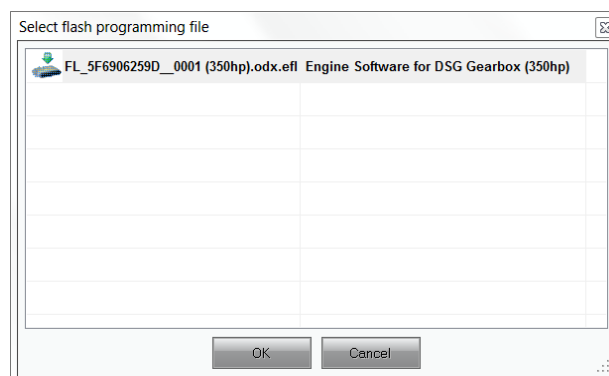 Select flash programming file
FL_5F6906259D__0001 (350hp).odx.efl Engine Software for DSG Gearbox (350hp)
OK Cancel